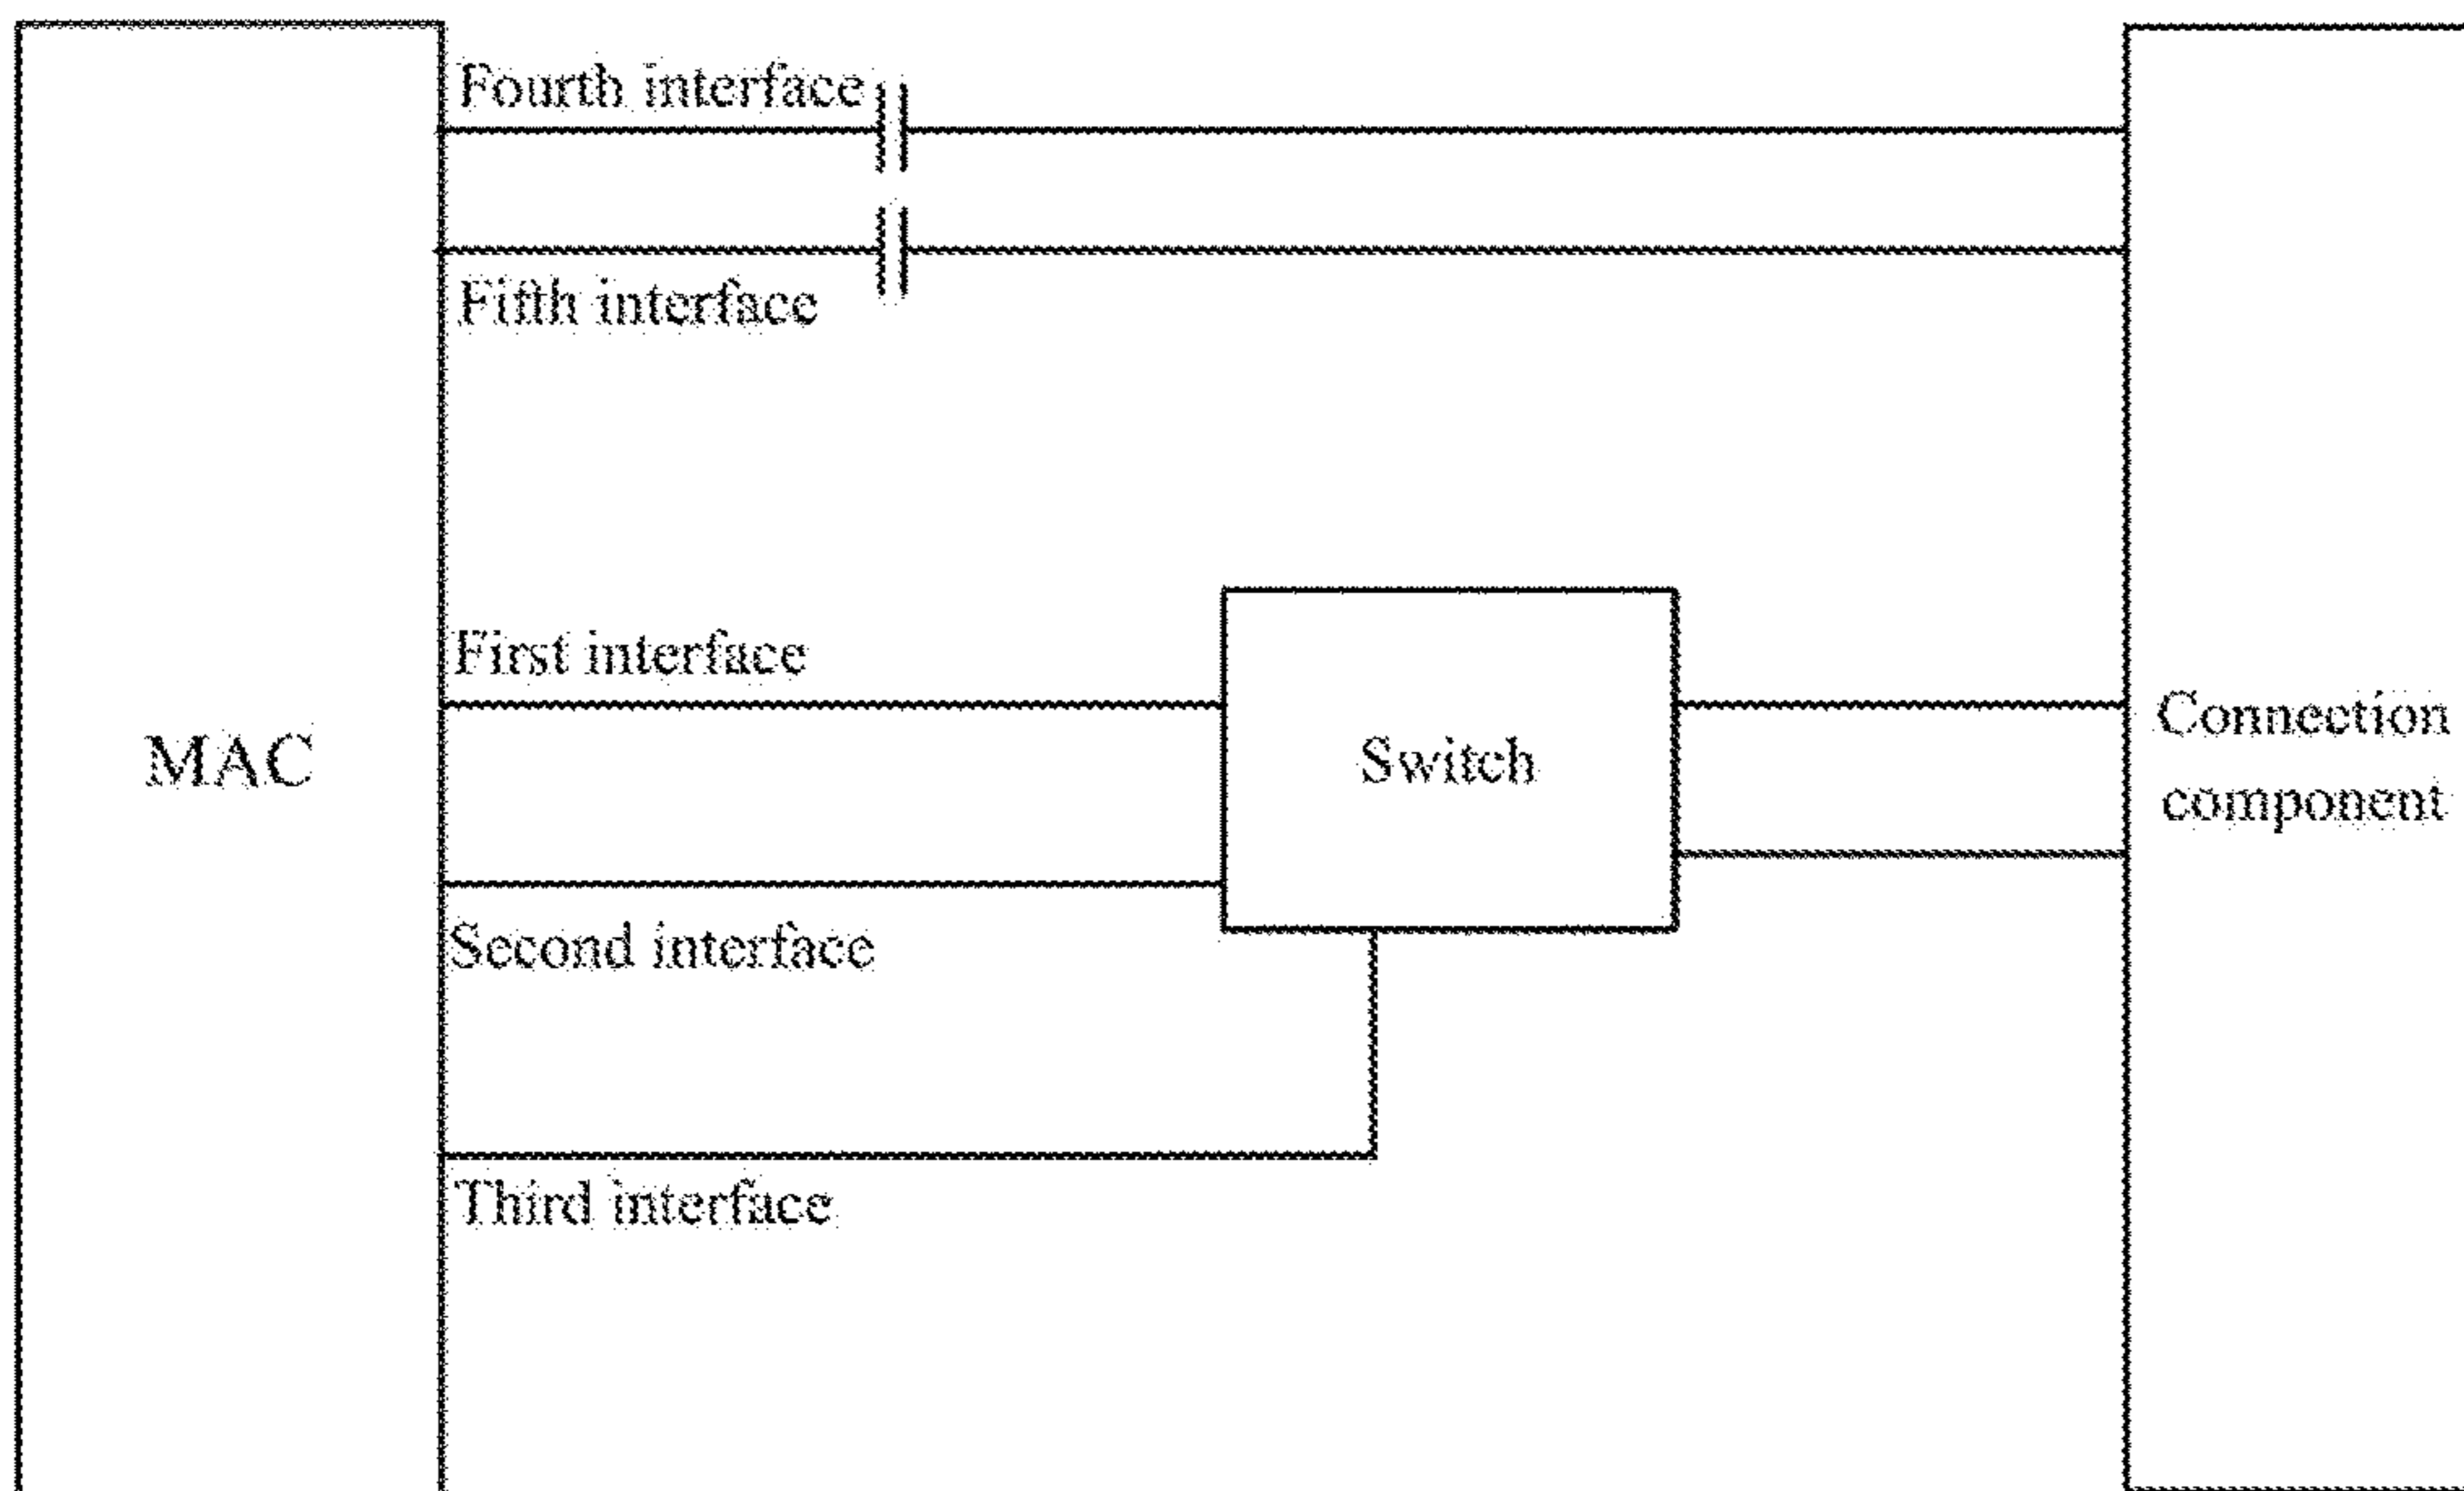 Fourth interface
Fifth interface
First interface
MAC
Switch
Connection
component
Second interface
Third interface